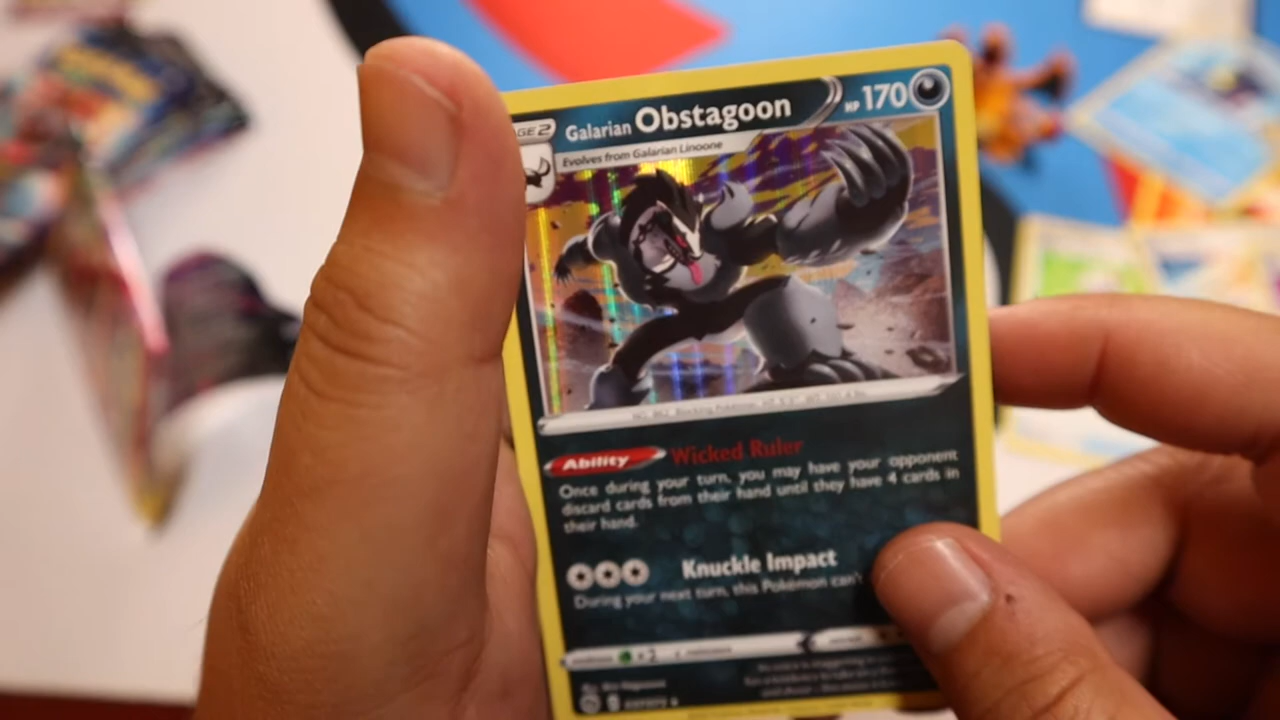 GE2
Galarian Obstagoon HP 170
Evolves from Galarian Linoone
Ability Wicked Ruler
Once during your turn, you may have your opponent
discard cards from their hand until they have 4 cards in
their hand.
Knuckle Impact
During your next turn, this Pokémon can't
×2